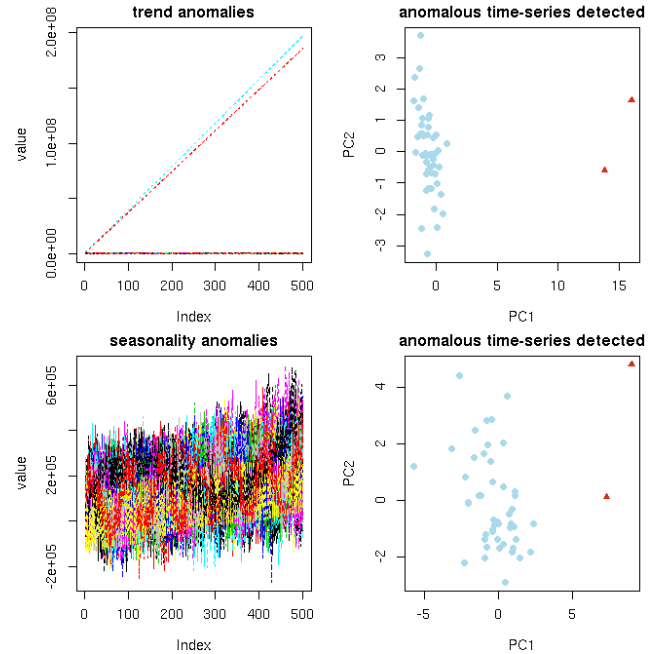 trend anomalies
value
0.0e+00
1.0e+08
2.0e+08
0
100
200
300
400
500
Index
anomalous time-series detected
PC2
3
2
1
0
-1
-2
-3
0
5
10
15
PC1
seasonality anomalies
value
-2e+05
2e+05
6e+05
0
100
200
300
400
500
Index
anomalous time-series detected
PC2
4
2
0
-2
-5
0
5
PC1